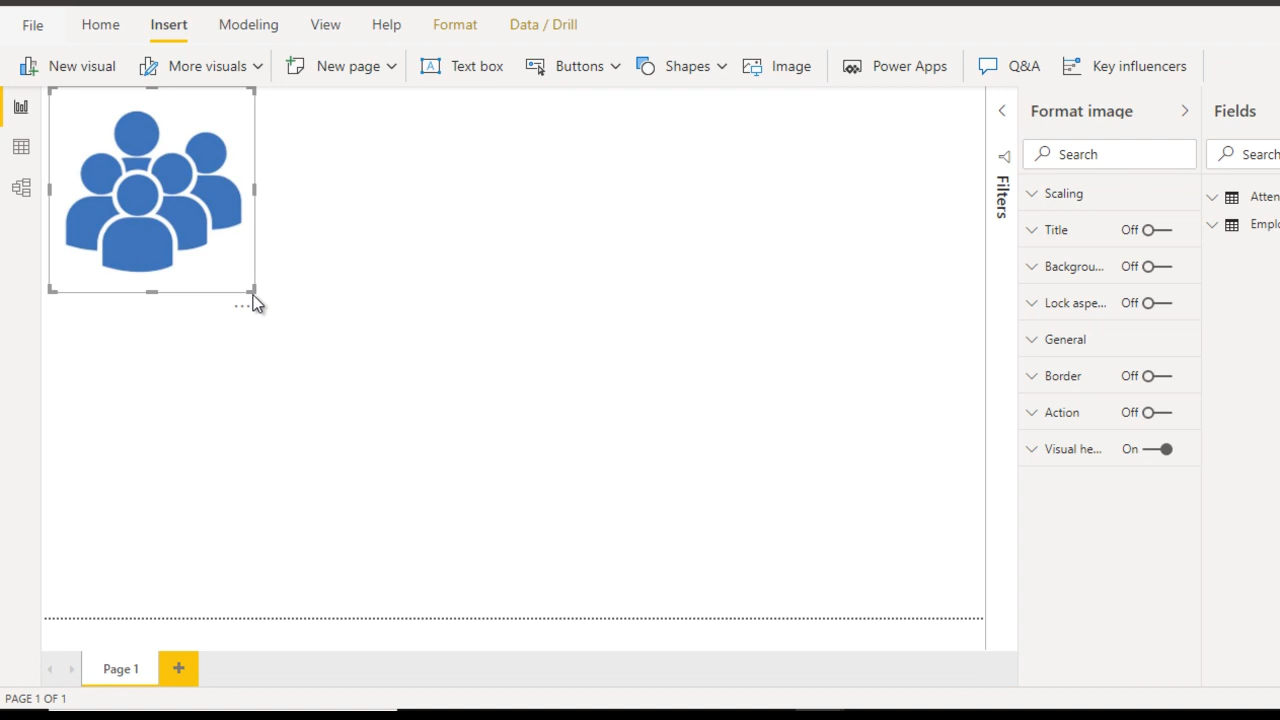 File Home Insert Modeling View Help Format Data / Drill
New visual More visuals New page Text box Buttons Shapes Image Power Apps Q&A Key influencers
Format image
Fields
Search
Search
Filters
Scaling
Title Off
Backgrou... Off
Lock aspe... Off
General
Border Off
Action Off
Visual he... On
Atten
Emplo
Page 1
PAGE 1 OF 1